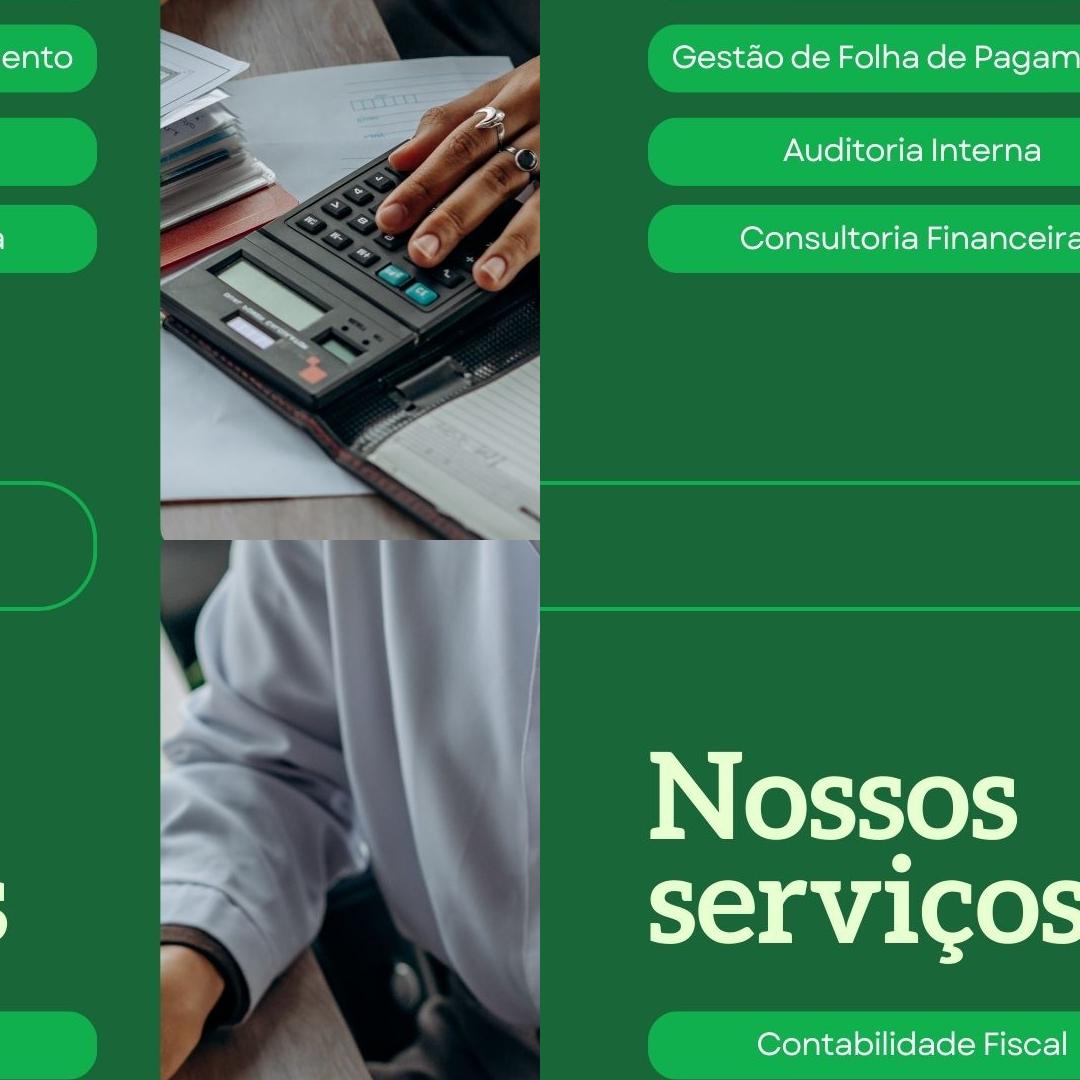 ento
Gestão de Folha de Pagam
Auditoria Interna
a
Consultoria Financeira
Nossos
serviços
s
Contabilidade Fiscal